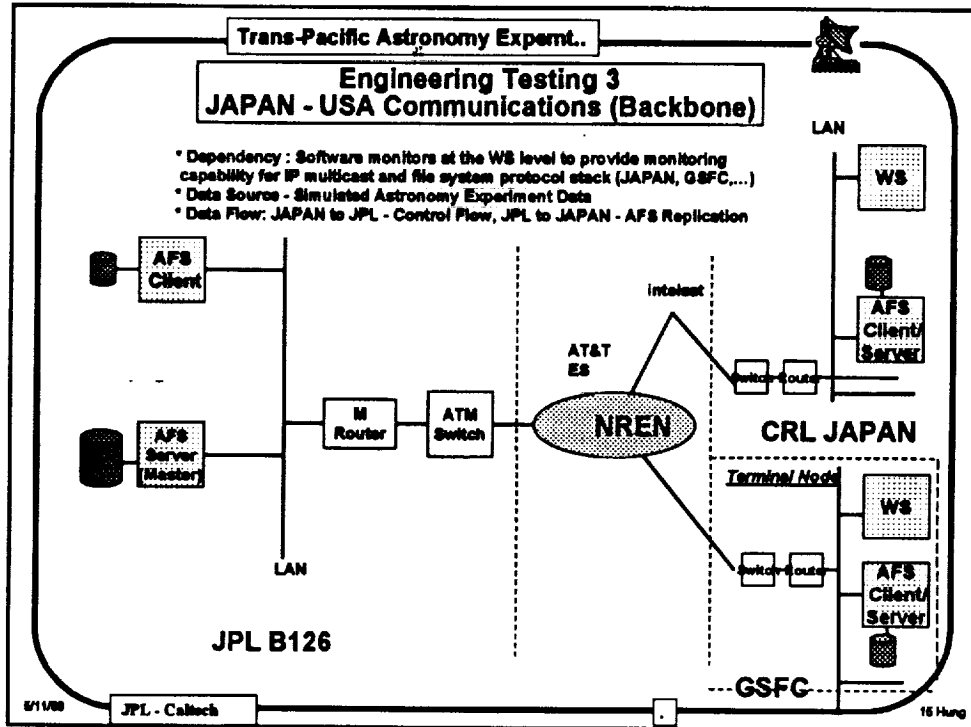 Trans-Pacific Astronomy Expemt..
Engineering Testing 3
JAPAN - USA Communications (Backbone)
* Dependency : Software monitors at the WS level to provide monitoring
capability for IP multicast and file system protocol stack (JAPAN, GSFC,...)
* Data Source - Simulated Astronomy Experiment Data
* Data Flow: JAPAN to JPL - Control Flow, JPL to JAPAN - AFS Replication
LAN
WS
AFS
Client
AFS
Server
[Master]
LAN
JPL B126
M
Router
ATM
Switch
AT&T
ES
NREN
intelsat
Switch
Router
AFS
Client/
Server
CRL JAPAN
Terminal Node
WS
Switch
Router
AFS
Client/
Server
GSFC
JPL - Caltech
15 Hung